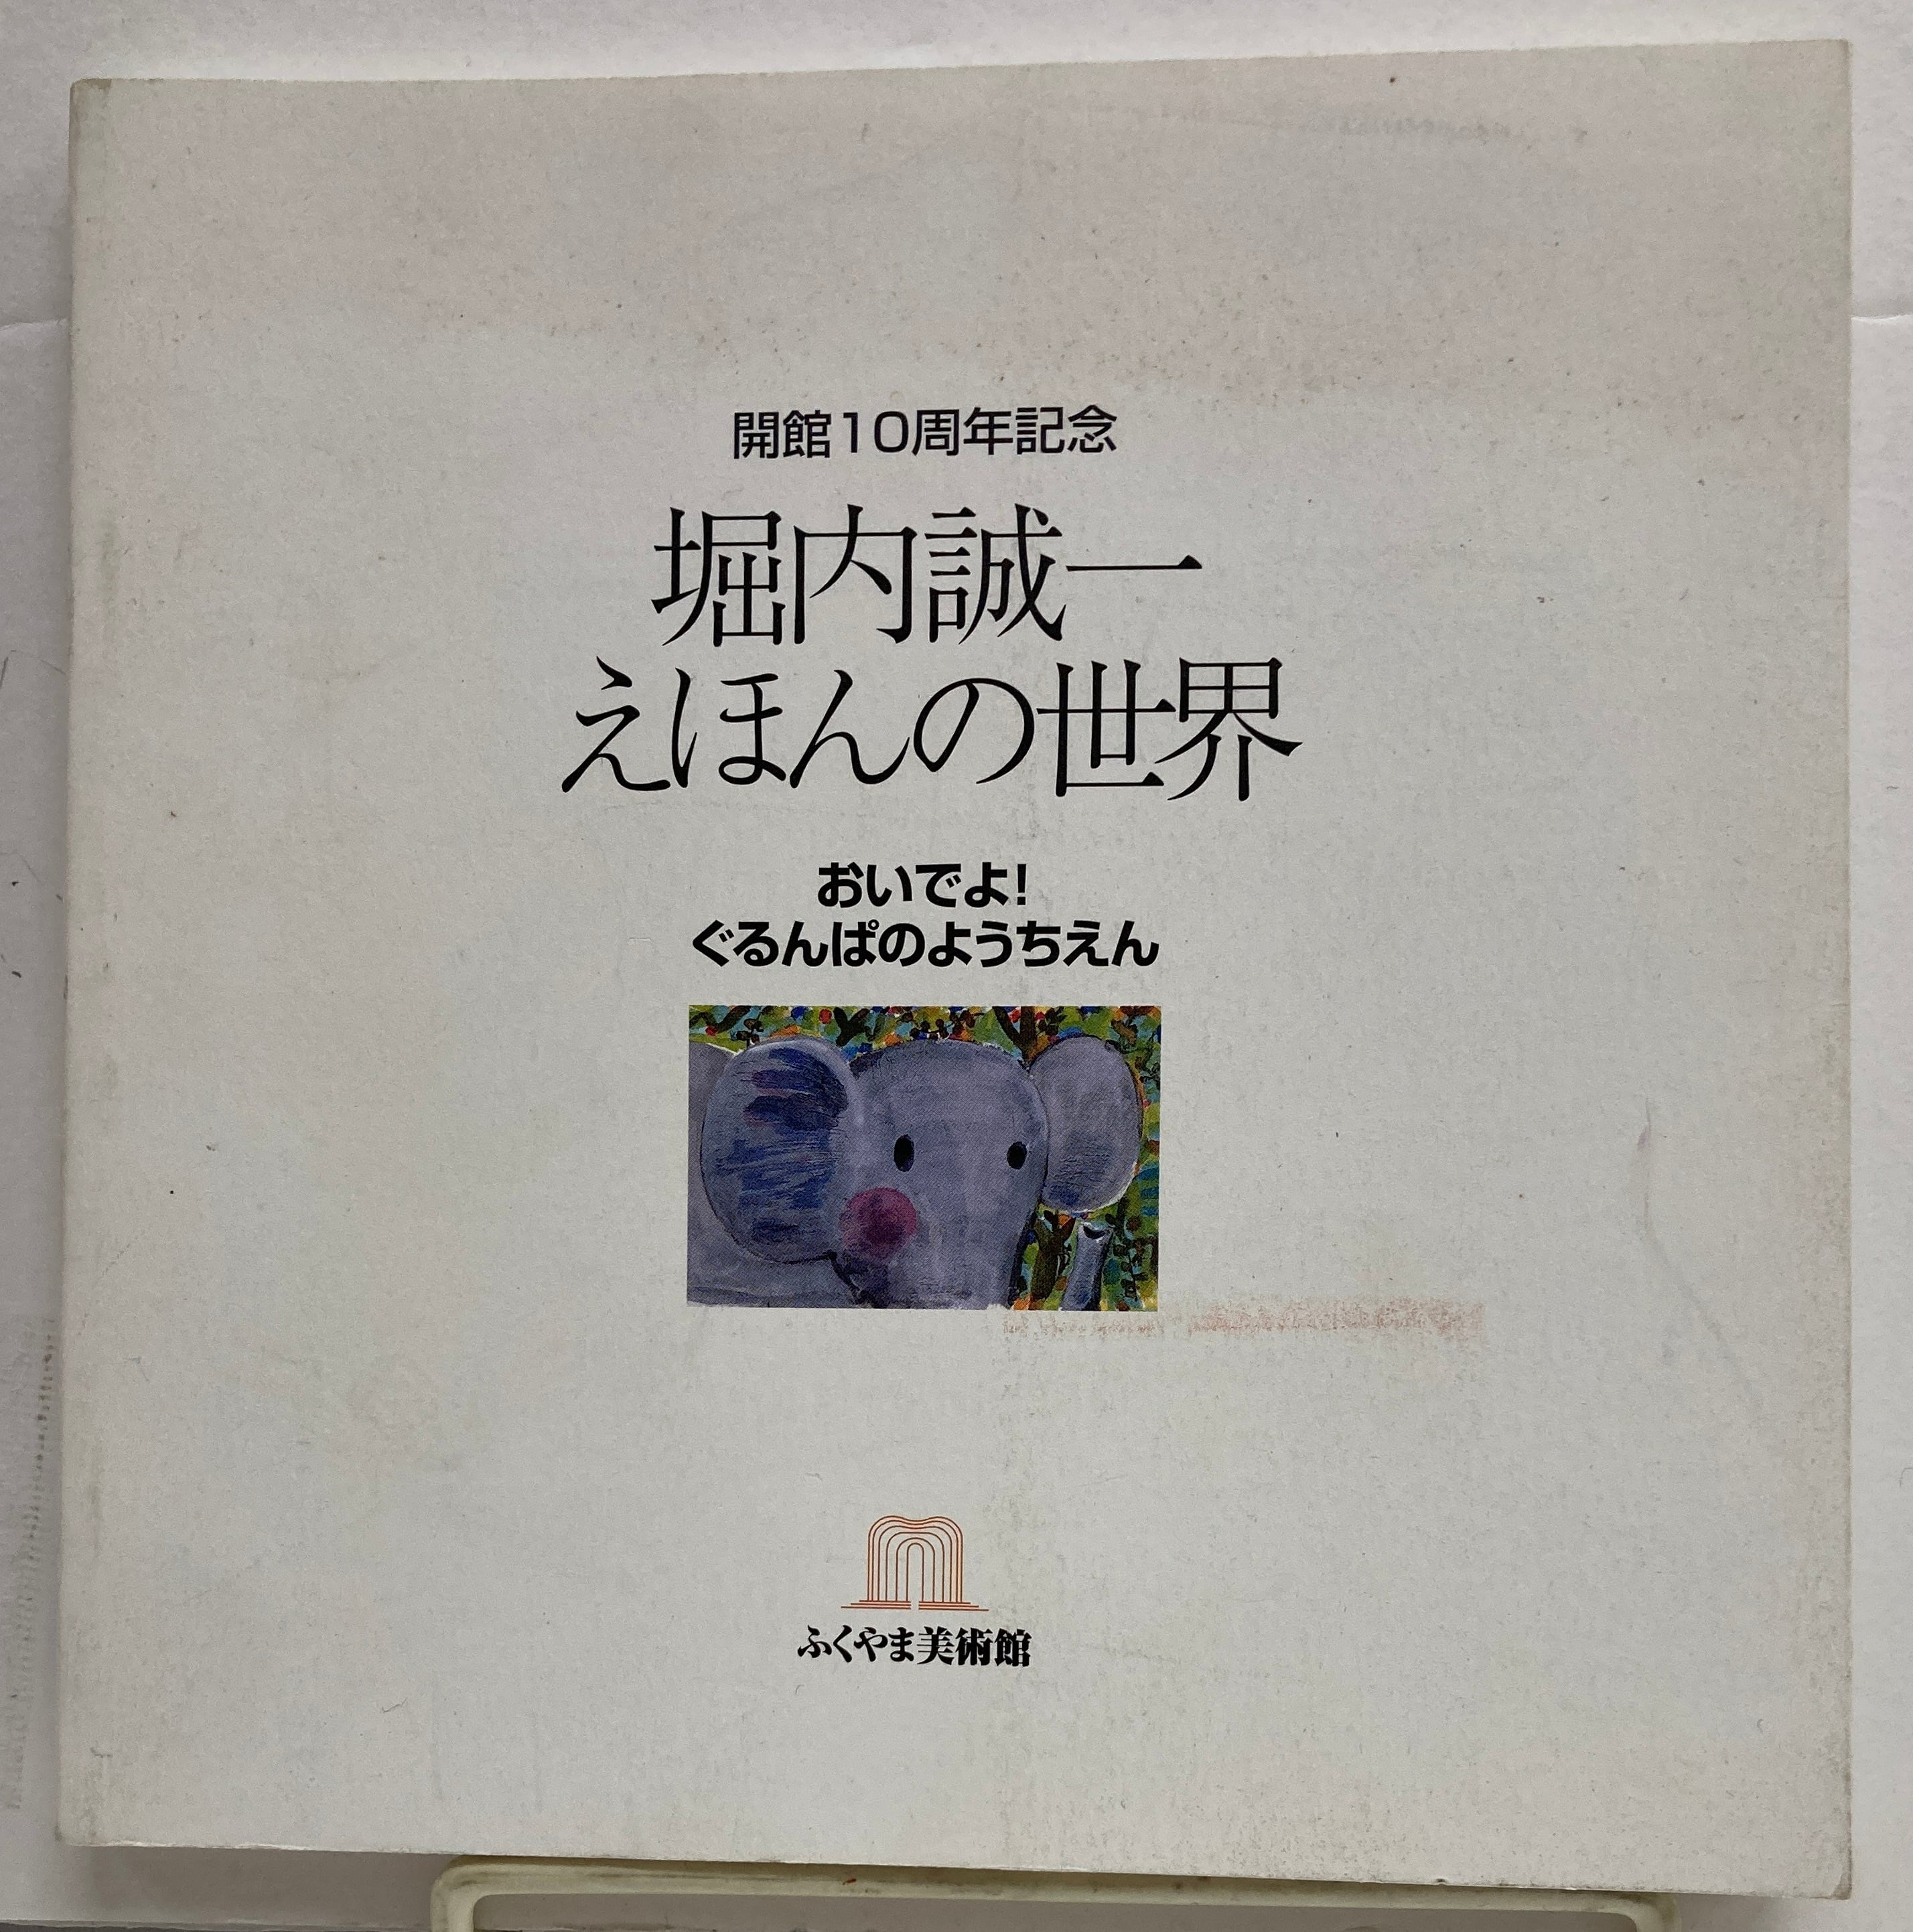 開館10周年記念
堀内誠一
えほんの世界
おいでよ!
ぐるんぱのようちえん
ふくやま美術館